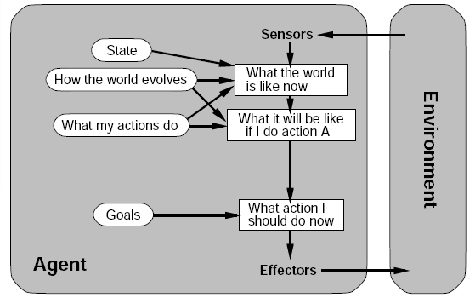 Sensors
State
How the world evolves
What the world
is like now
What my actions do
What it will be like
if I do action A
Goals
What action I
should do now
Agent
Effectors
Environment